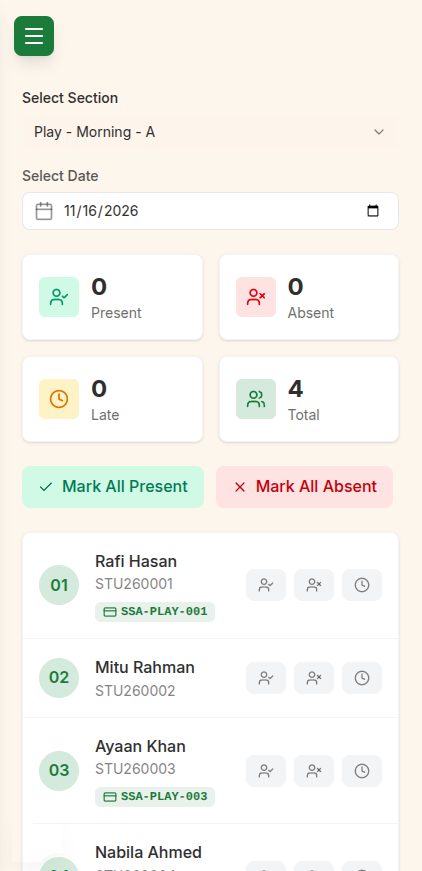 Select Section
Play - Morning - A
Select Date
11/16/2026
0
Present
0
Absent
0
Late
4
Total
Mark All Present
Mark All Absent
01
Rafi Hasan
STU260001
SSA-PLAY-001
02
Mitu Rahman
STU260002
03
Ayaan Khan
STU260003
SSA-PLAY-003
Nabila Ahmed